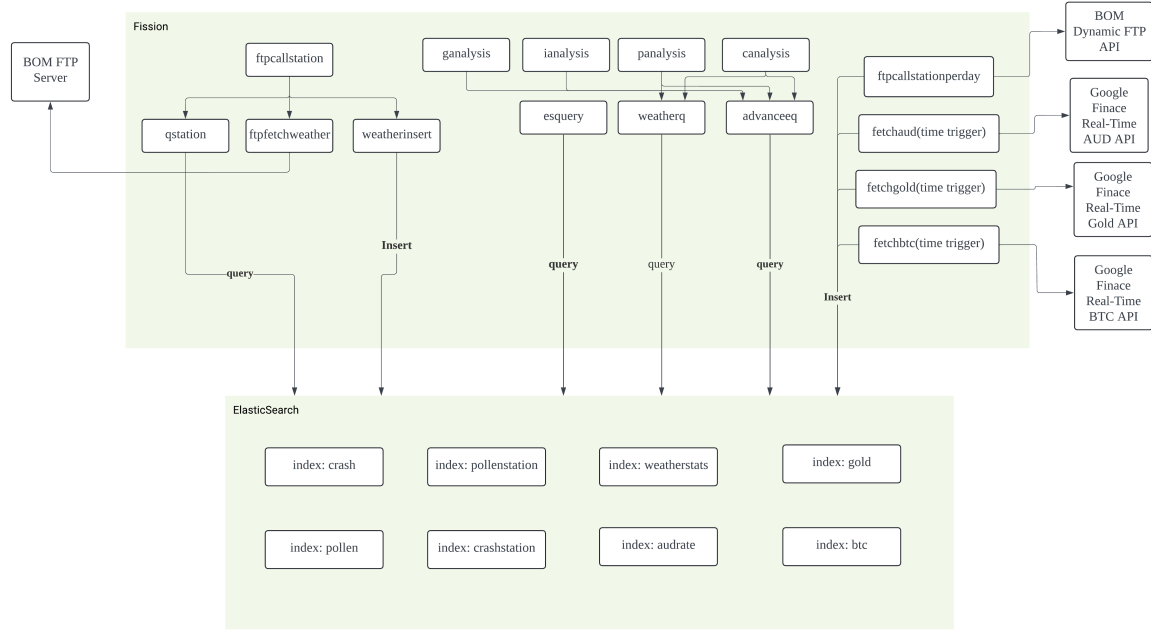 Fission
BOM FTP
Server
ftpcallstation
ganalysis
ianalysis
panalysis
canalysis
BOM
Dynamic FTP
API
ftpcallstationperday
qstation
ftpfetchweather
weatherinsert
esquery
weatherq
advanceeq
fetchaud(time trigger)
Google
Finace
Real-Time
AUD API
fetchgold(time trigger)
Google
Finace
Real-Time
Gold API
fetchbtc(time trigger)
Google
Finace
Real-Time
BTC API
Insert
query
query
query
query
Insert
ElasticSearch
index: crash
index: pollenstation
index: weatherstats
index: gold
index: pollen
index: crashstation
index: audrate
index: btc